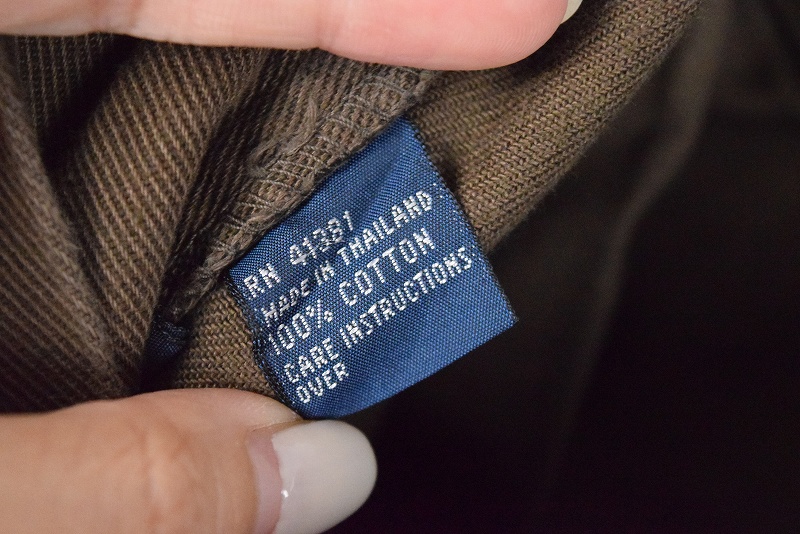 RN 41381
MADE IN THAILAND
100% COTTON
CARE INSTRUCTIONS
OVER